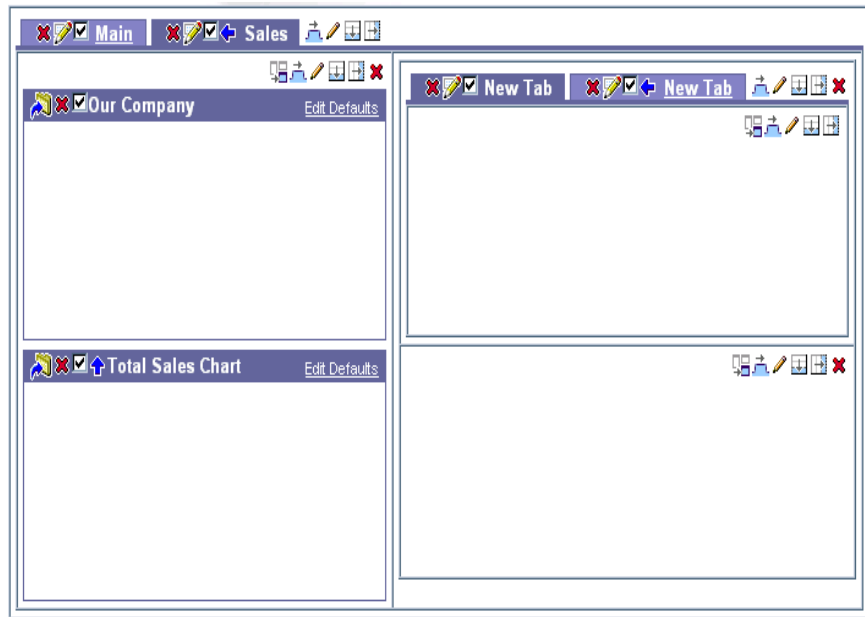 Main Sales
Our Company Edit Defaults
New Tab New Tab
Total Sales Chart Edit Defaults